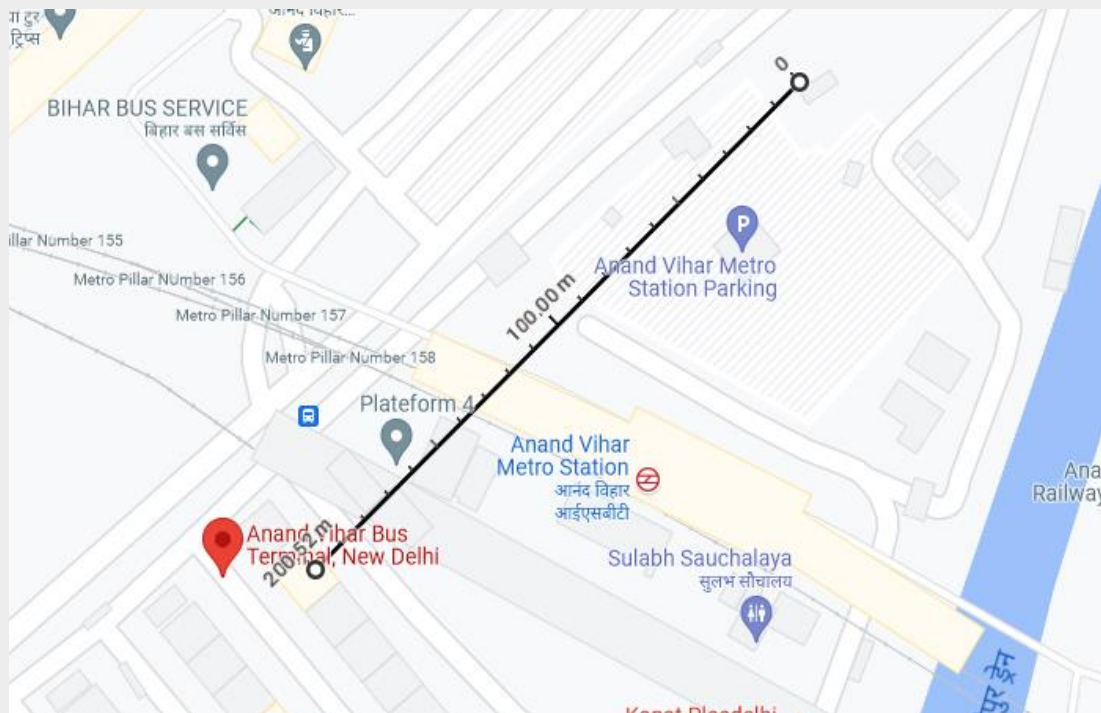 ट्रिप्स
आनंद विहार...
0
BIHAR BUS SERVICE
बिहार बस सर्विस
P
illar Number 155
Metro Pillar Number 156
Anand Vihar Metro
Station Parking
Metro Pillar Number 157
100.00 m
Metro Pillar Number 158
Plateform 4
Anand Vihar
Metro Station
आनंद विहार
आईएसबीटी
Ana
Railway
Anand Vihar Bus
Terminal, New Delhi
200.52 m
Sulabh Sauchalaya
सुलभ सौचालय